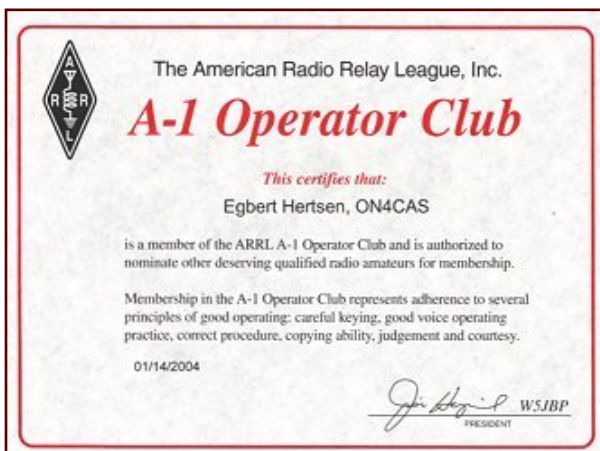 A
R R
L
The American Radio Relay League, Inc.
A-1 Operator Club
This certifies that:
Egbert Hertsen, ON4CAS
is a member of the ARRL A-1 Operator Club and is authorized to
nominate other deserving qualified radio amateurs for membership.
Membership in the A-1 Operator Club represents adherence to several
principles of good operating: careful keying, good voice operating
practice, correct procedure, copying ability, judgement and courtesy.
01/14/2004
W5JBP
PRESIDENT